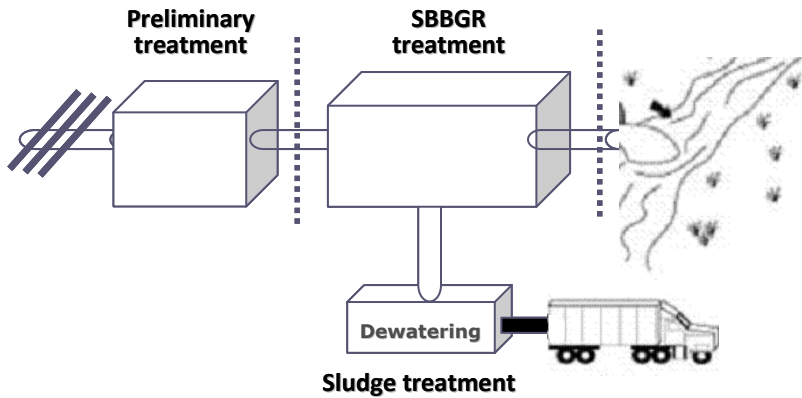 Preliminary
treatment
SBBGR
treatment
Dewatering
Sludge treatment